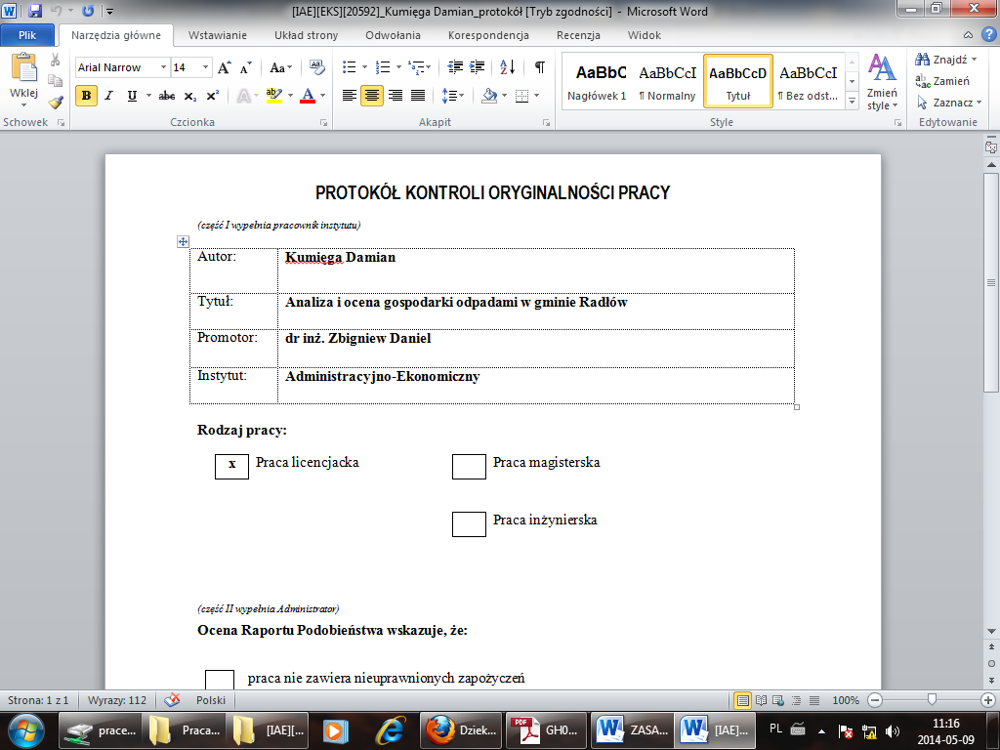 [IAE][EKS][20592]_Kumięga Damian_protokół [Tryb zgodności] - Microsoft Word
Plik Narzędzia główne Wstawianie Układ strony Odwołania Korespondencja Recenzja Widok
Wklej
Arial Narrow 14
AaBbC AaBbCcI AaBbCcD AaBbCcI
Nagłówek 1 ¶ Normalny Tytuł ¶ Bez odst...
Zmień style
Znajdź
Zamień
Zaznacz
Schowek Czcionka Akapit Style Edytowanie
PROTOKÓŁ KONTROLI ORYGINALNOŚCI PRACY
(część I wypełnia pracownik instytutu)
Autor: Kumięga Damian
Tytuł: Analiza i ocena gospodarki odpadami w gminie Radłów
Promotor: dr inż. Zbigniew Daniel
Instytut: Administracyjno-Ekonomiczny
Rodzaj pracy:
x Praca licencjacka Praca magisterska
Praca inżynierska
(część II wypełnia Administrator)
Ocena Raportu Podobieństwa wskazuje, że:
praca nie zawiera nieuprawnionych zapożyczeń
Strona: 1 z 1 Wyrazy: 112 Polski 100%
prace... Praca... [IAE][... Dziek... GH0... ZASA... [IAE]... PL 11:16
2014-05-09